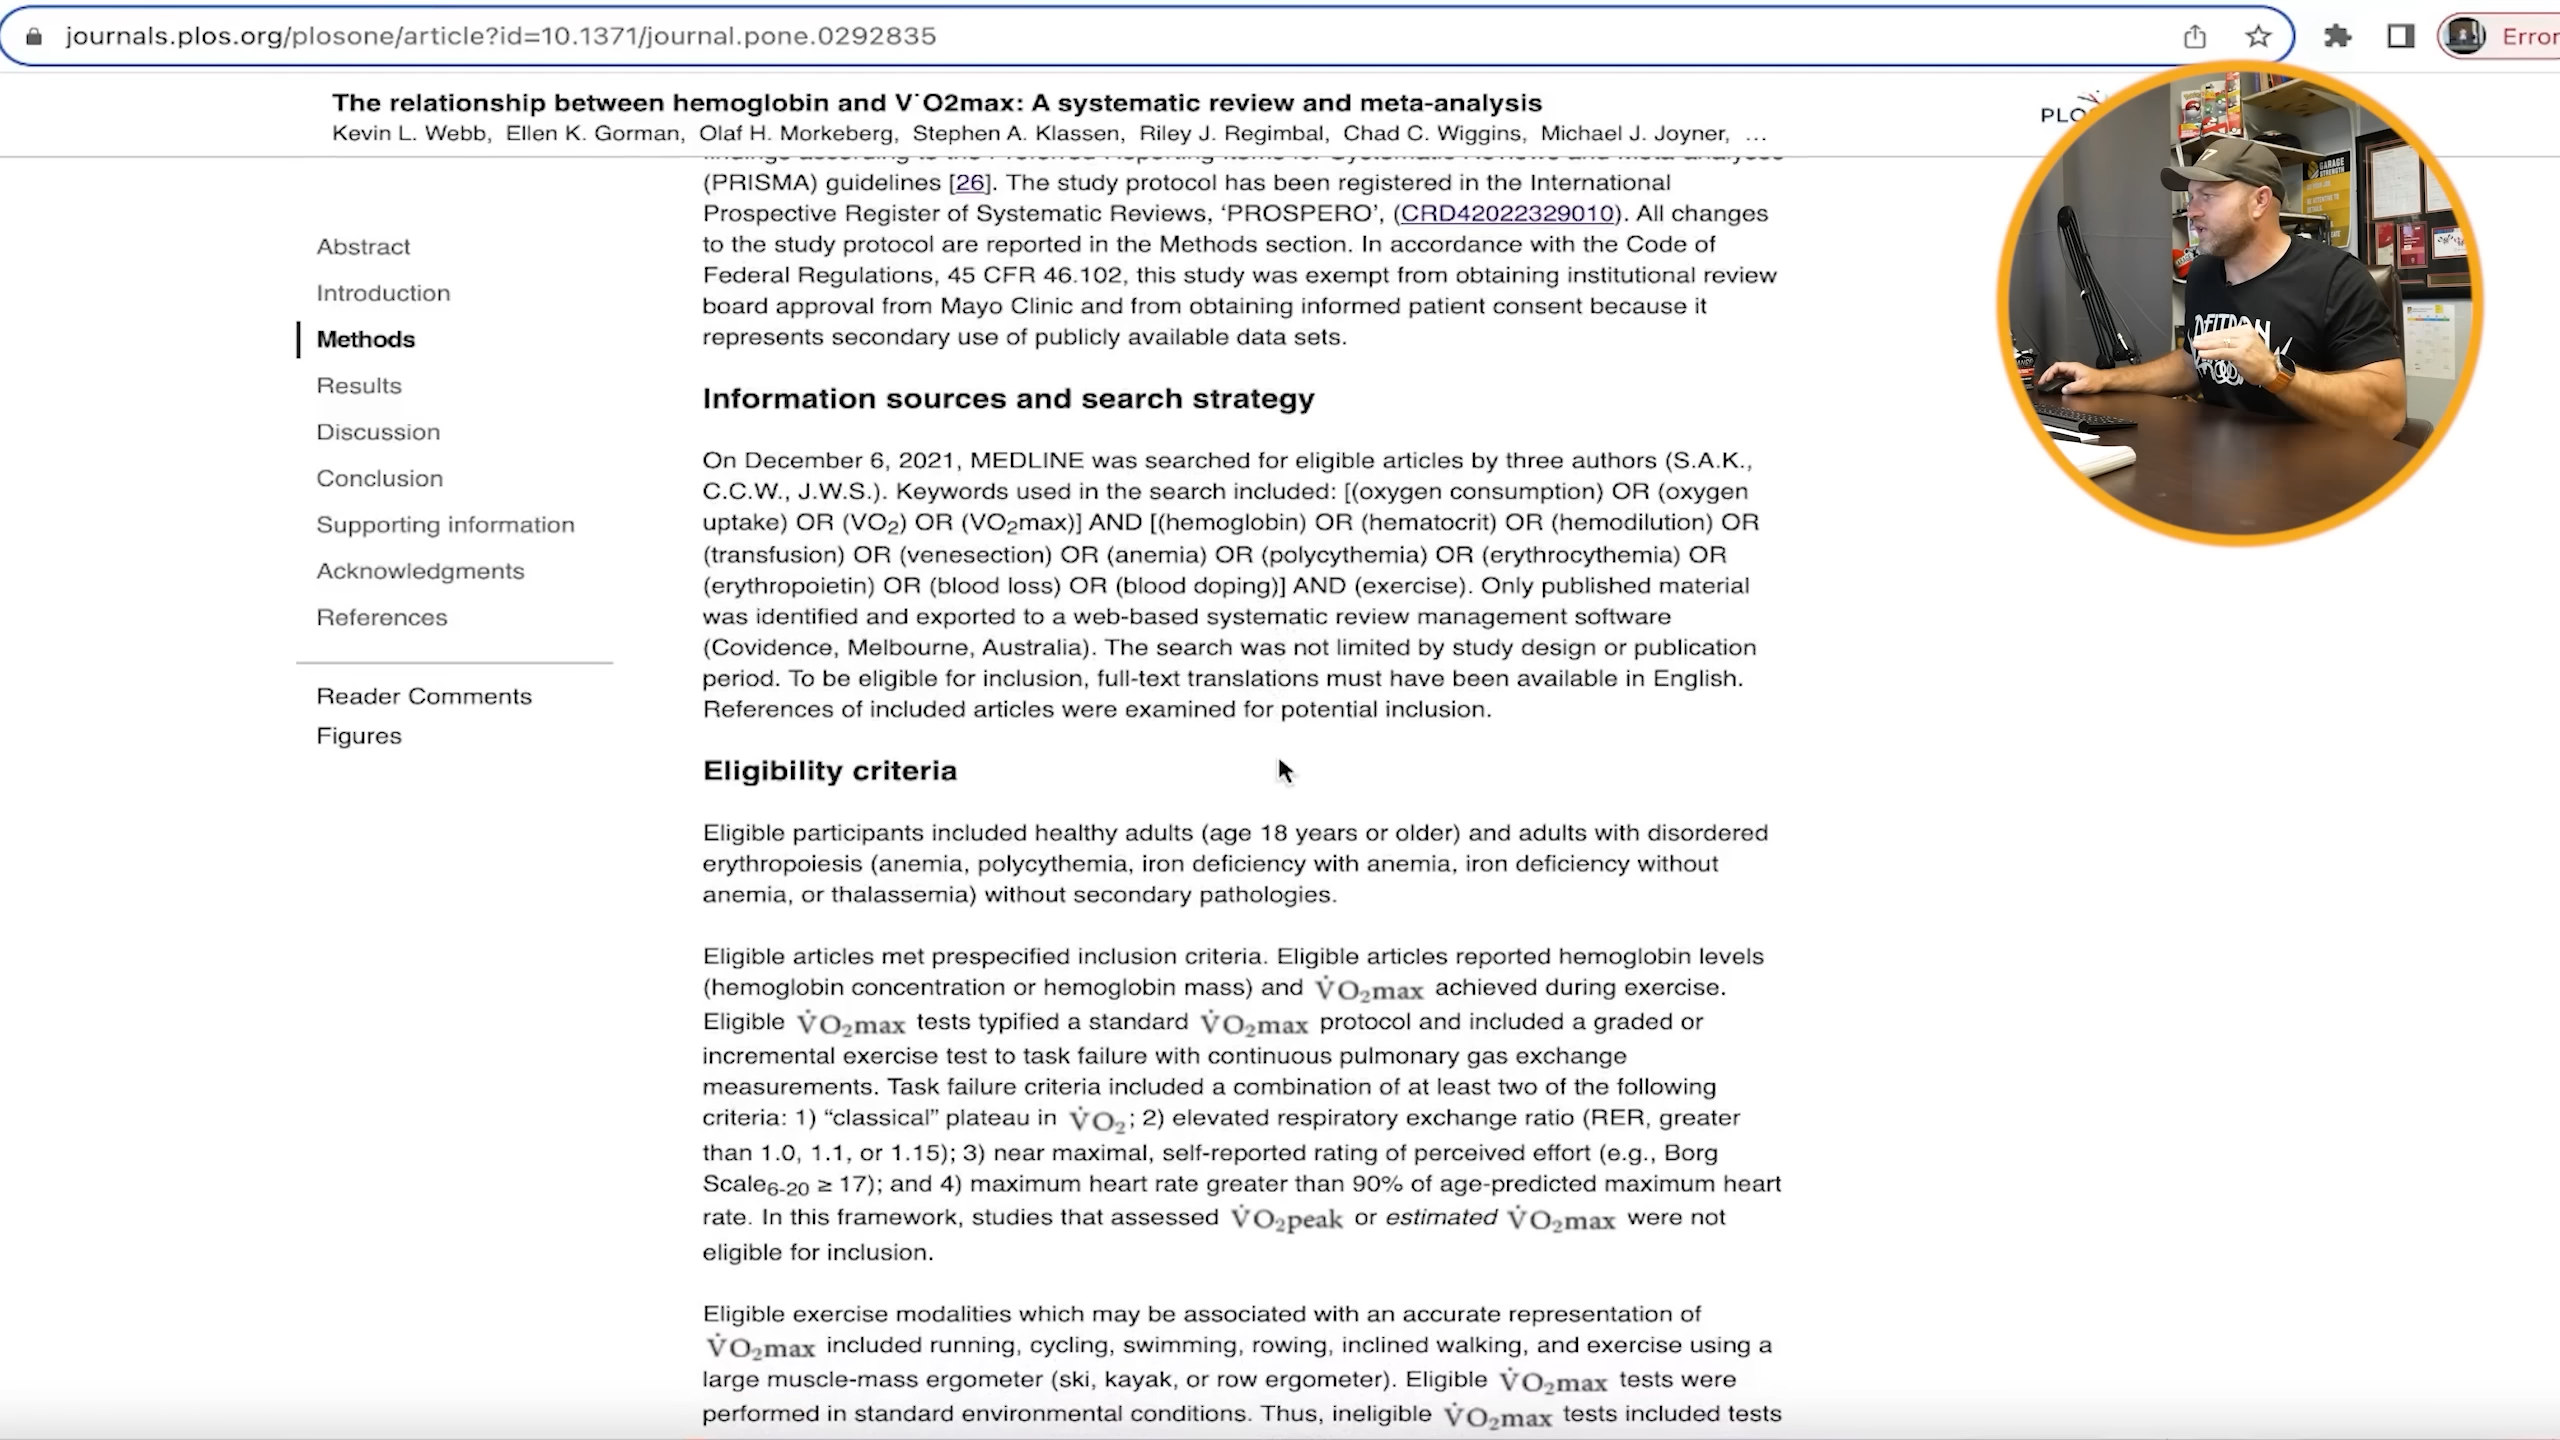 journals.plos.org/plosone/article?id=10.1371/journal.pone.0292835
Error
The relationship between hemoglobin and V˙O2max: A systematic review and meta-analysis
Kevin L. Webb, Ellen K. Gorman, Olaf H. Morkeberg, Stephen A. Klassen, Riley J. Regimbal, Chad C. Wiggins, Michael J. Joyner, ...
PLO
GARAGE
STRENGTH
Abstract
Introduction
Methods
Results
Discussion
Conclusion
Supporting information
Acknowledgments
References
Reader Comments
Figures
findings according to the Preferred Reporting Items for Systematic Reviews and Meta-analyses
(PRISMA) guidelines [26]. The study protocol has been registered in the International
Prospective Register of Systematic Reviews, ‘PROSPERO’, (CRD42022329010). All changes
to the study protocol are reported in the Methods section. In accordance with the Code of
Federal Regulations, 45 CFR 46.102, this study was exempt from obtaining institutional review
board approval from Mayo Clinic and from obtaining informed patient consent because it
represents secondary use of publicly available data sets.
Information sources and search strategy
On December 6, 2021, MEDLINE was searched for eligible articles by three authors (S.A.K.,
C.C.W., J.W.S.). Keywords used in the search included: [(oxygen consumption) OR (oxygen
uptake) OR (VO₂) OR (VO₂max)] AND [(hemoglobin) OR (hematocrit) OR (hemodilution) OR
(transfusion) OR (venesection) OR (anemia) OR (polycythemia) OR (erythrocythemia) OR
(erythropoietin) OR (blood loss) OR (blood doping)] AND (exercise). Only published material
was identified and exported to a web-based systematic review management software
(Covidence, Melbourne, Australia). The search was not limited by study design or publication
period. To be eligible for inclusion, full-text translations must have been available in English.
References of included articles were examined for potential inclusion.
Eligibility criteria
Eligible participants included healthy adults (age 18 years or older) and adults with disordered
erythropoiesis (anemia, polycythemia, iron deficiency with anemia, iron deficiency without
anemia, or thalassemia) without secondary pathologies.
Eligible articles met prespecified inclusion criteria. Eligible articles reported hemoglobin levels
(hemoglobin concentration or hemoglobin mass) and V̇O₂max achieved during exercise.
Eligible V̇O₂max tests typified a standard V̇O₂max protocol and included a graded or
incremental exercise test to task failure with continuous pulmonary gas exchange
measurements. Task failure criteria included a combination of at least two of the following
criteria: 1) “classical” plateau in V̇O₂; 2) elevated respiratory exchange ratio (RER, greater
than 1.0, 1.1, or 1.15); 3) near maximal, self-reported rating of perceived effort (e.g., Borg
Scale₆₋₂₀ ≥ 17); and 4) maximum heart rate greater than 90% of age-predicted maximum heart
rate. In this framework, studies that assessed V̇O₂peak or estimated V̇O₂max were not
eligible for inclusion.
Eligible exercise modalities which may be associated with an accurate representation of
V̇O₂max included running, cycling, swimming, rowing, inclined walking, and exercise using a
large muscle-mass ergometer (ski, kayak, or row ergometer). Eligible V̇O₂max tests were
performed in standard environmental conditions. Thus, ineligible V̇O₂max tests included tests